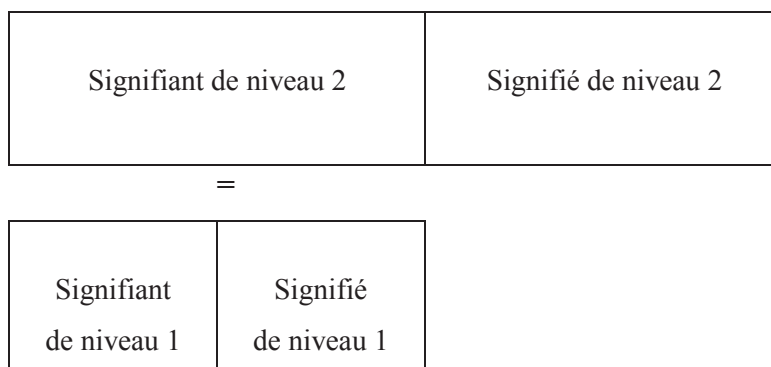 Signifiant de niveau 2 Signifié de niveau 2
=
Signifiant Signifié
de niveau 1 de niveau 1